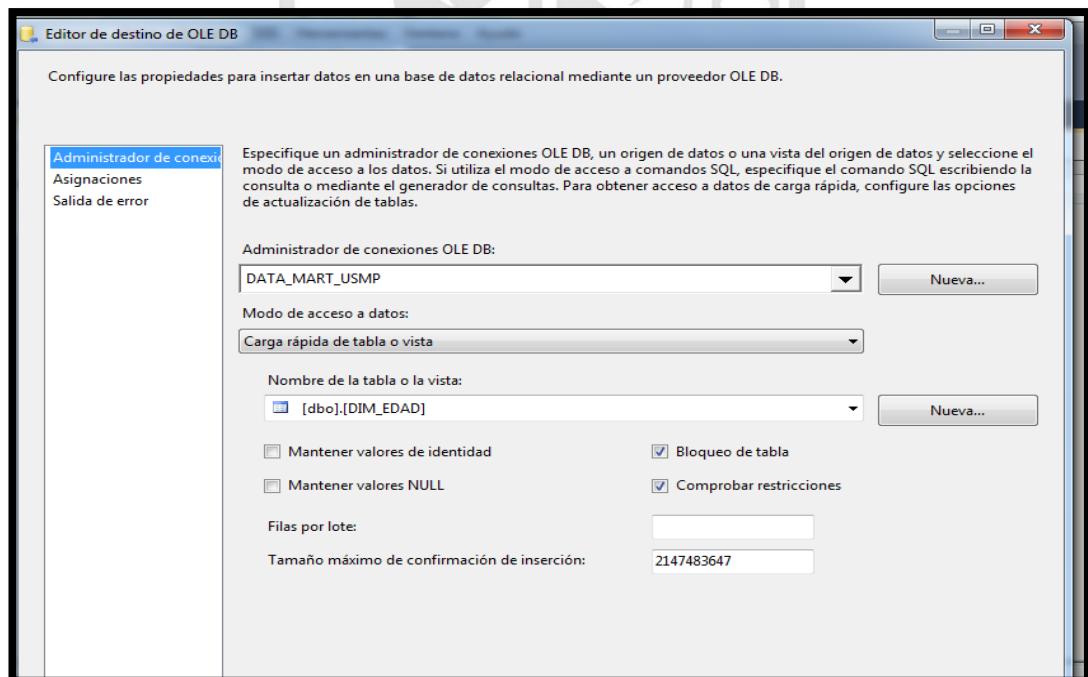 Editor de destino de OLE DB
Configure las propiedades para insertar datos en una base de datos relacional mediante un proveedor OLE DB.
Administrador de conexio
Asignaciones
Salida de error
Especifique un administrador de conexiones OLE DB, un origen de datos o una vista del origen de datos y seleccione el
modo de acceso a los datos. Si utiliza el modo de acceso a comandos SQL, especifique el comando SQL escribiendo la
consulta o mediante el generador de consultas. Para obtener acceso a datos de carga rápida, configure las opciones
de actualización de tablas.
Administrador de conexiones OLE DB:
DATA_MART_USMP
Nueva...
Modo de acceso a datos:
Carga rápida de tabla o vista
Nombre de la tabla o la vista:
[dbo].[DIM_EDAD]
Nueva...
Mantener valores de identidad
Bloqueo de tabla
Mantener valores NULL
Comprobar restricciones
Filas por lote:
Tamaño máximo de confirmación de inserción:
2147483647